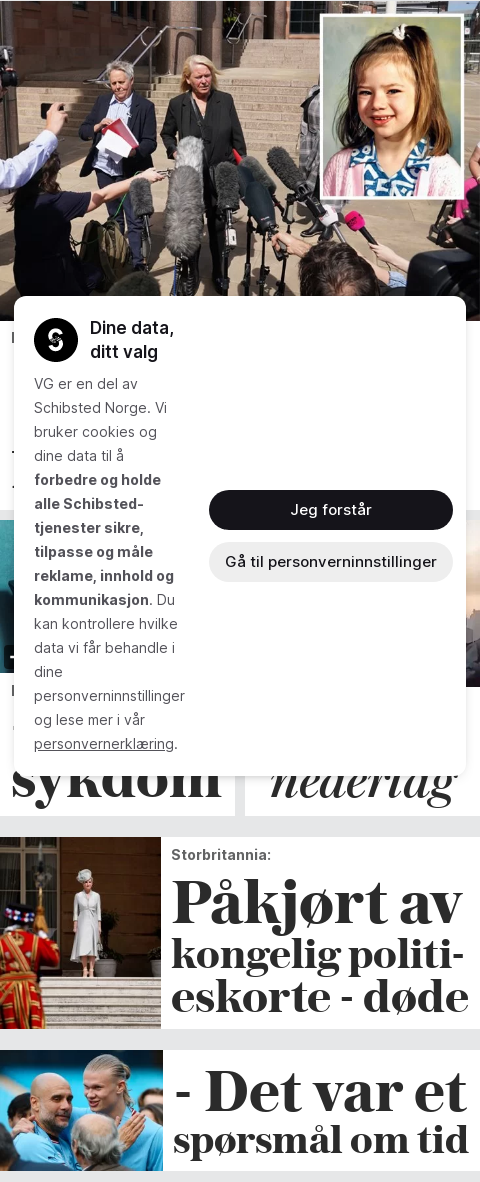 Dine data,
ditt valg
VG er en del av
Schibsted Norge. Vi
bruker cookies og
dine data til å
forbedre og holde
alle Schibsted-
tjenester sikre,
tilpasse og måle
reklame, innhold og
kommunikasjon. Du
kan kontrollere hvilke
data vi får behandle i
dine
personverninnstillinger
og lese mer i vår
personvernerklæring.
Jeg forstår
Gå til personverninnstillinger
sykdom
nederlag
Storbritannia:
Påkjørt av
kongelig politi-
eskorte - døde
- Det var et
spørsmål om tid